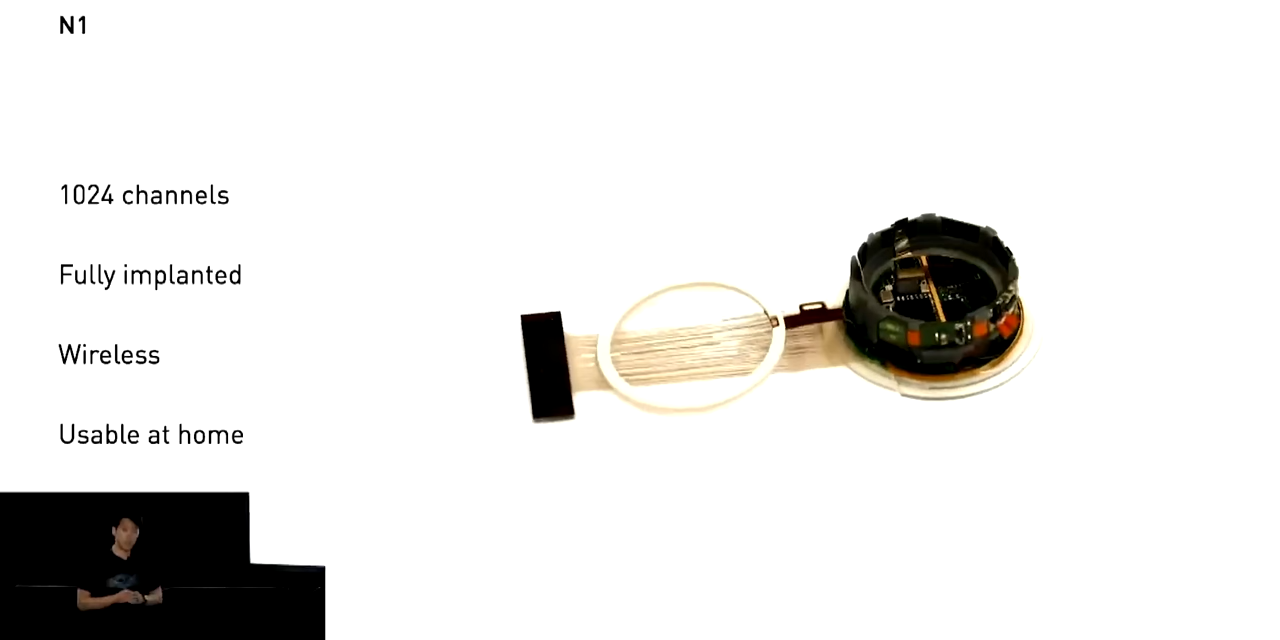 N1
1024 channels
Fully implanted
Wireless
Usable at home